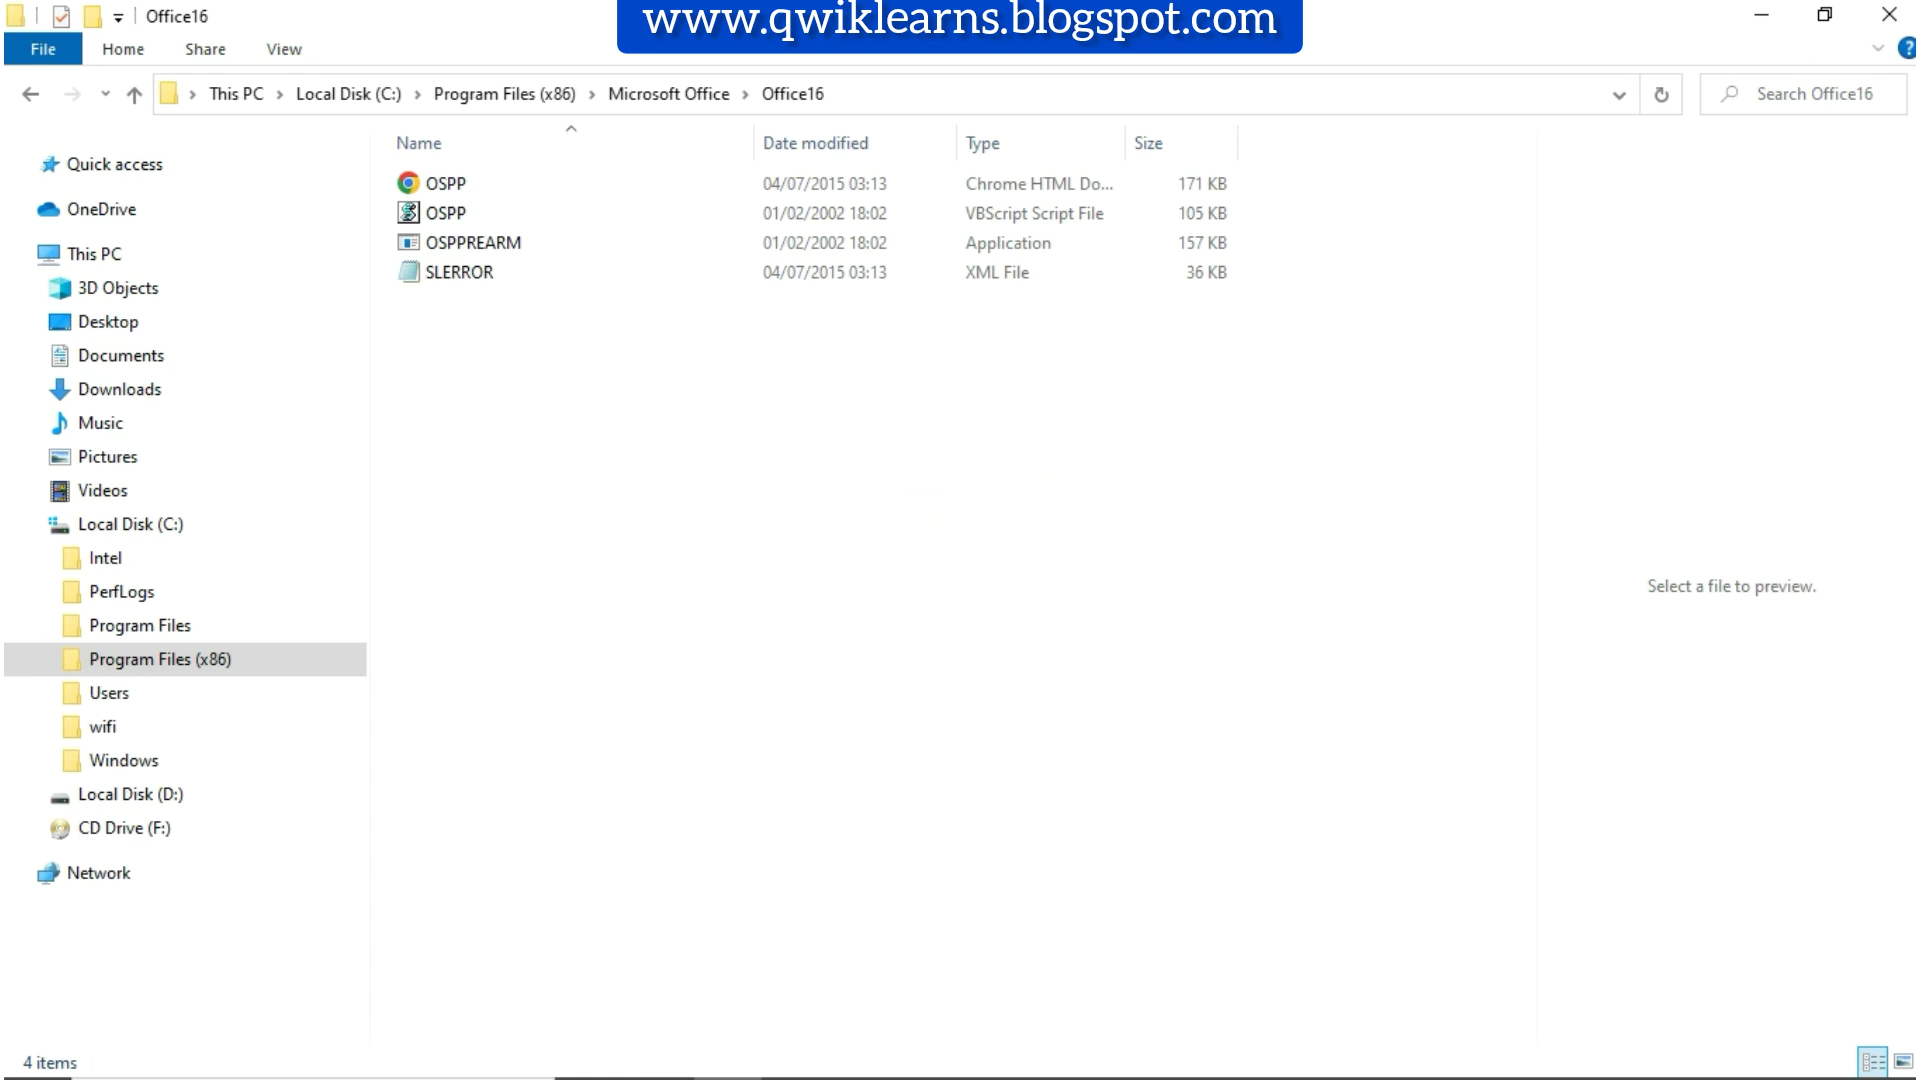 Office16
www.qwiklearns.blogspot.com
File Home Share View
?
This PC > Local Disk (C:) > Program Files (x86) > Microsoft Office > Office16
Search Office16
Name Date modified Type Size
OSPP 04/07/2015 03:13 Chrome HTML Do... 171 KB
OSPP 01/02/2002 18:02 VBScript Script File 105 KB
OSPPREARM 01/02/2002 18:02 Application 157 KB
SLERROR 04/07/2015 03:13 XML File 36 KB
Quick access
OneDrive
This PC
3D Objects
Desktop
Documents
Downloads
Music
Pictures
Videos
Local Disk (C:)
Intel
PerfLogs
Program Files
Program Files (x86)
Users
wifi
Windows
Local Disk (D:)
CD Drive (F:)
Network
Select a file to preview.
4 items